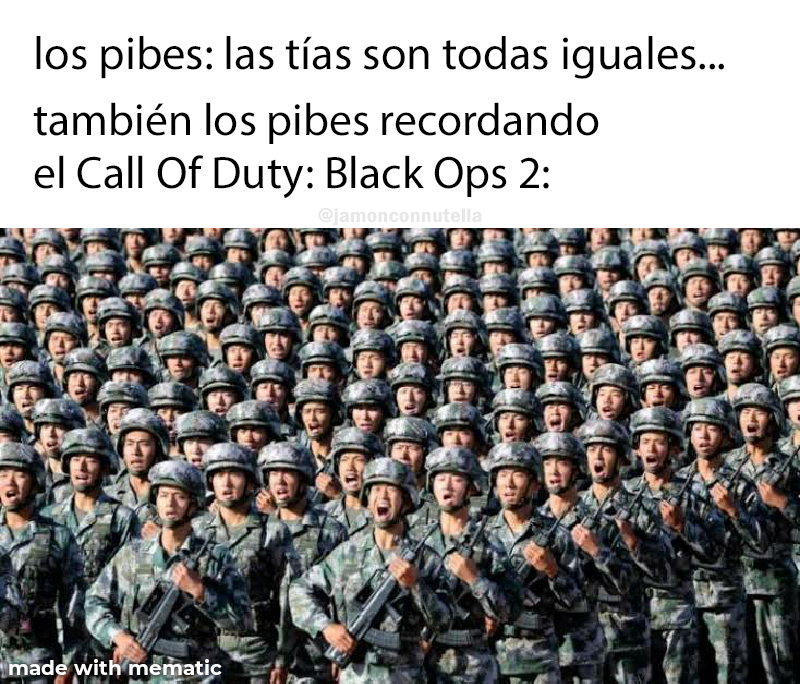 los pibes: las tías son todas iguales...
también los pibes recordando
el Call Of Duty: Black Ops 2:
@jamonconnutella
made with mematic